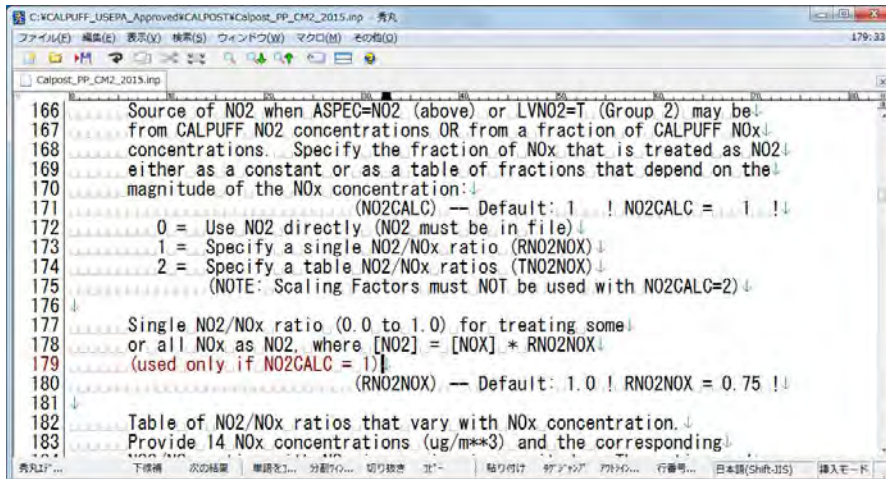 C:¥CALPUFF_USEPA_Approved¥CALPOST¥Calpost_PP_CM2_2015.inp - 秀丸
ファイル(F) 編集(E) 表示(V) 検索(S) ウィンドウ(W) マクロ(M) その他(O) 179:33
Calpost_PP_CM2_2015.inp
166 Source of NO2 when ASPEC=NO2 (above) or LVNO2=T (Group 2) may be↓
167 from CALPUFF NO2 concentrations OR from a fraction of CALPUFF NOx↓
168 concentrations. Specify the fraction of NOx that is treated as NO2↓
169 either as a constant or as a table of fractions that depend on the↓
170 magnitude of the NOx concentration:↓
171 (NO2CALC) -- Default: 1 ! NO2CALC = 1 !↓
172 0 = Use NO2 directly (NO2 must be in file)↓
173 1 = Specify a single NO2/NOx ratio (RNO2NOX)↓
174 2 = Specify a table NO2/NOx ratios (TNO2NOX)↓
175 (NOTE: Scaling Factors must NOT be used with NO2CALC=2)↓
176 ↓
177 Single NO2/NOx ratio (0.0 to 1.0) for treating some↓
178 or all NOx as NO2, where [NO2] = [NOX] * RNO2NOX↓
179 (used only if NO2CALC = 1)↓
180 (RNO2NOX) -- Default: 1.0 ! RNO2NOX = 0.75 !↓
181 ↓
182 Table of NO2/NOx ratios that vary with NOx concentration.↓
183 Provide 14 NOx concentrations (ug/m**3) and the corresponding↓
下候補 次の結果 切り抜き コピー 貼り付け 行番号... 日本語(Shift-JIS) 挿入モード